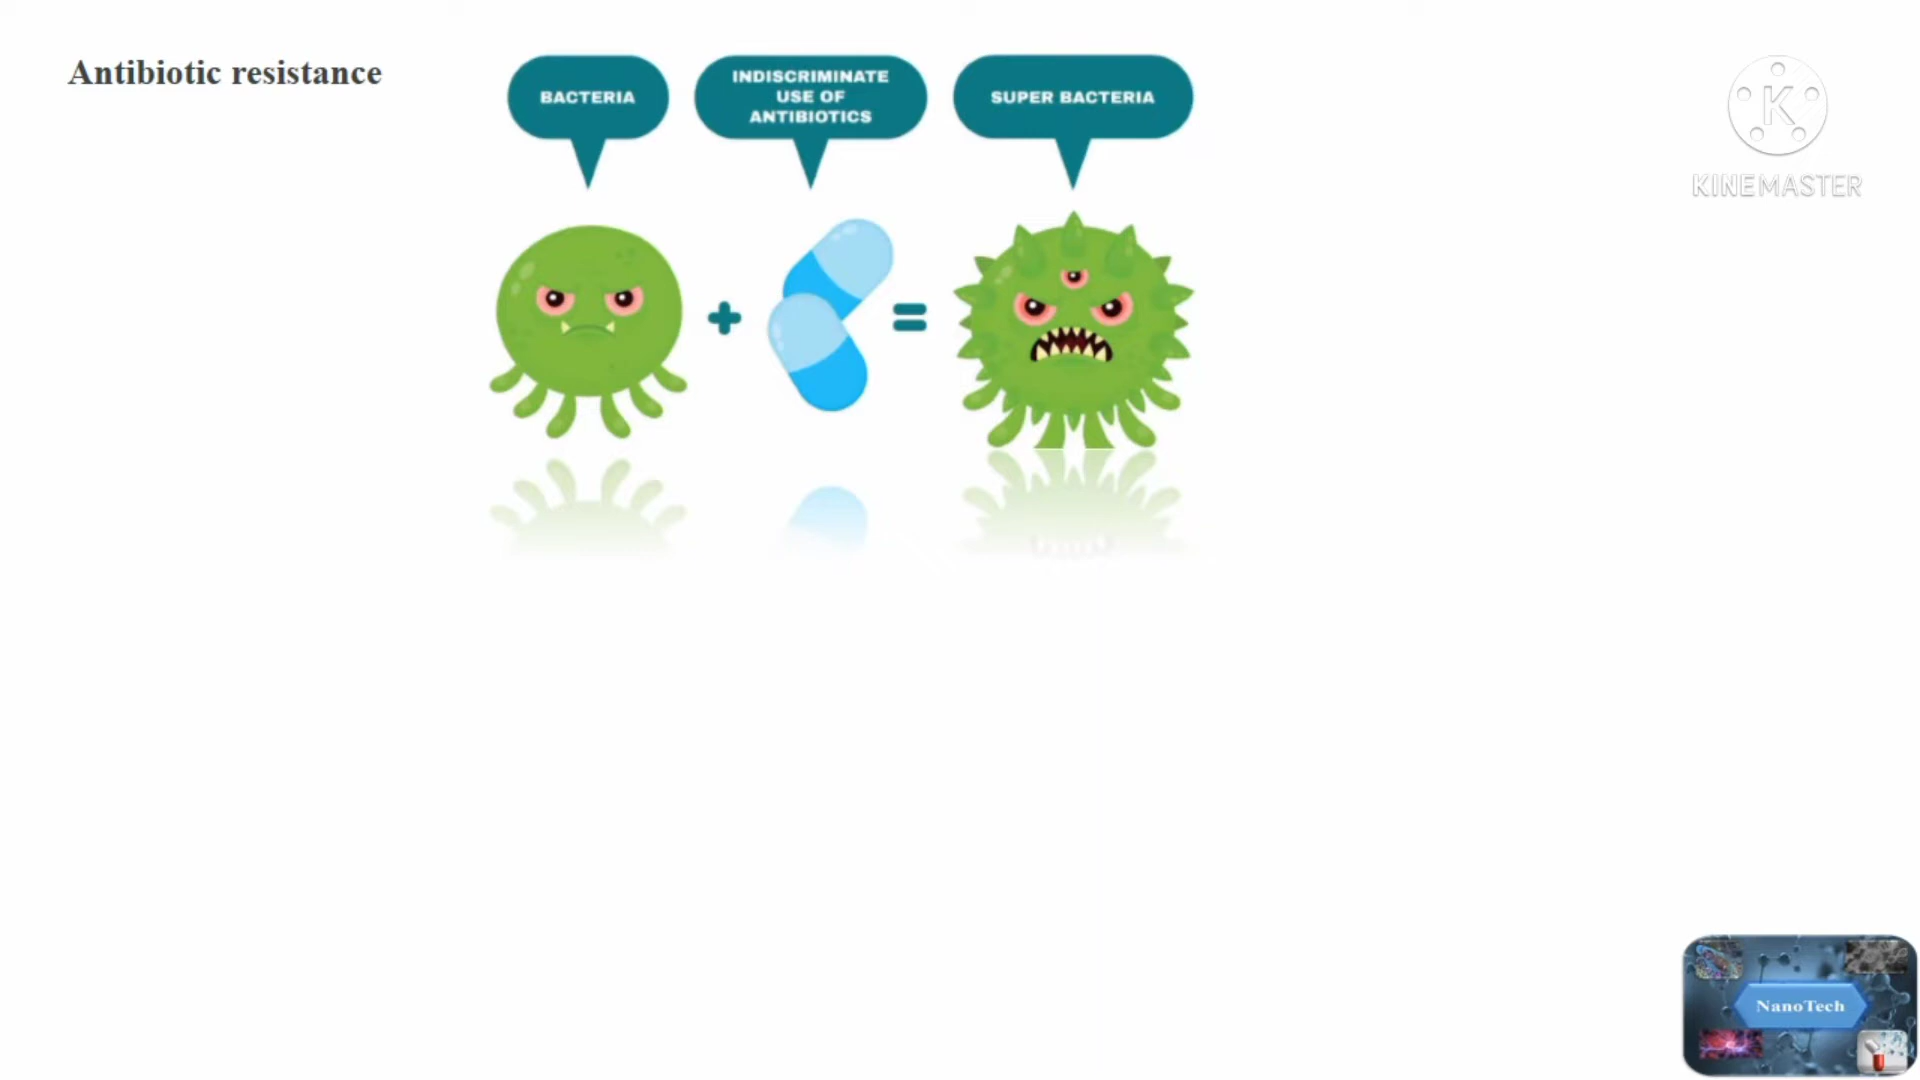 Antibiotic resistance
BACTERIA
INDISCRIMINATE
USE OF
ANTIBIOTICS
SUPER BACTERIA
K
KINEMASTER
NanoTech